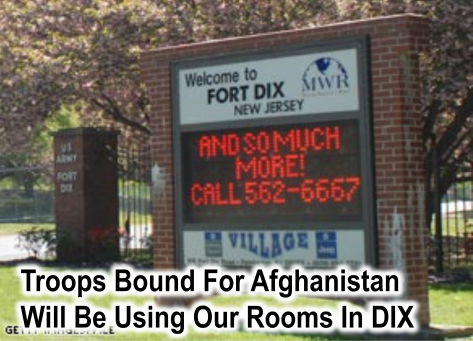 Welcome to
FORT DIX
NEW JERSEY
MWR
AND SO MUCH
MORE!
CALL 562-6667
US
ARMY
FORT
DIX
VILLAGE
Troops Bound For Afghanistan
Will Be Using Our Rooms In DIX